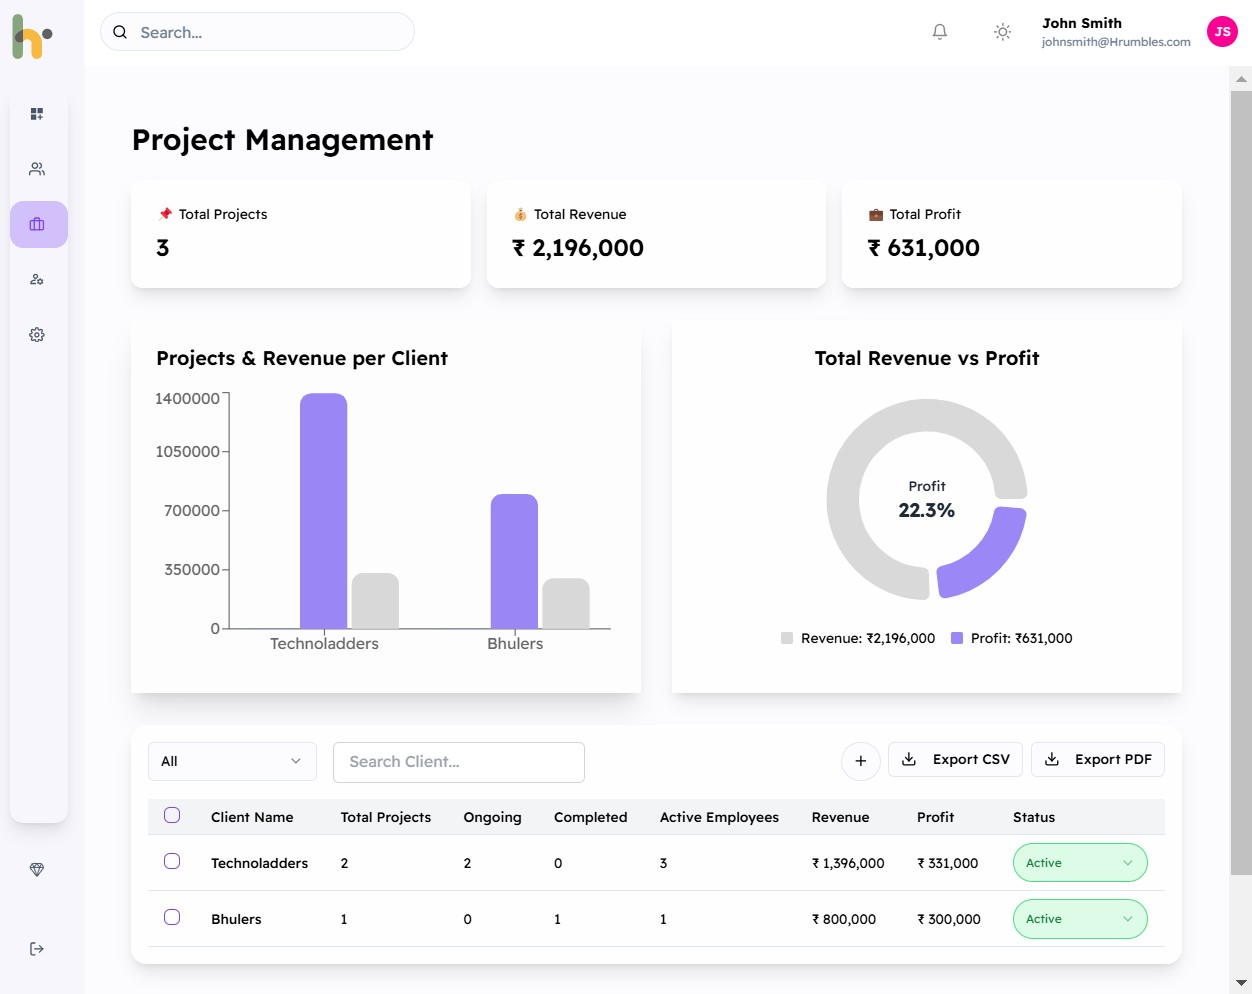 Search...
John Smith
johnsmith@Hrumbles.com
JS
Project Management
Total Projects
3
Total Revenue
₹ 2,196,000
Total Profit
₹ 631,000
Projects & Revenue per Client
1400000
1050000
700000
350000
0
Technoladders
Bhulers
Total Revenue vs Profit
Profit
22.3%
Revenue: ₹2,196,000 Profit: ₹631,000
All Search Client... + Export CSV Export PDF
Client Name Total Projects Ongoing Completed Active Employees Revenue Profit Status
Technoladders 2 2 0 3 ₹ 1,396,000 ₹ 331,000 Active
Bhulers 1 0 1 1 ₹ 800,000 ₹ 300,000 Active